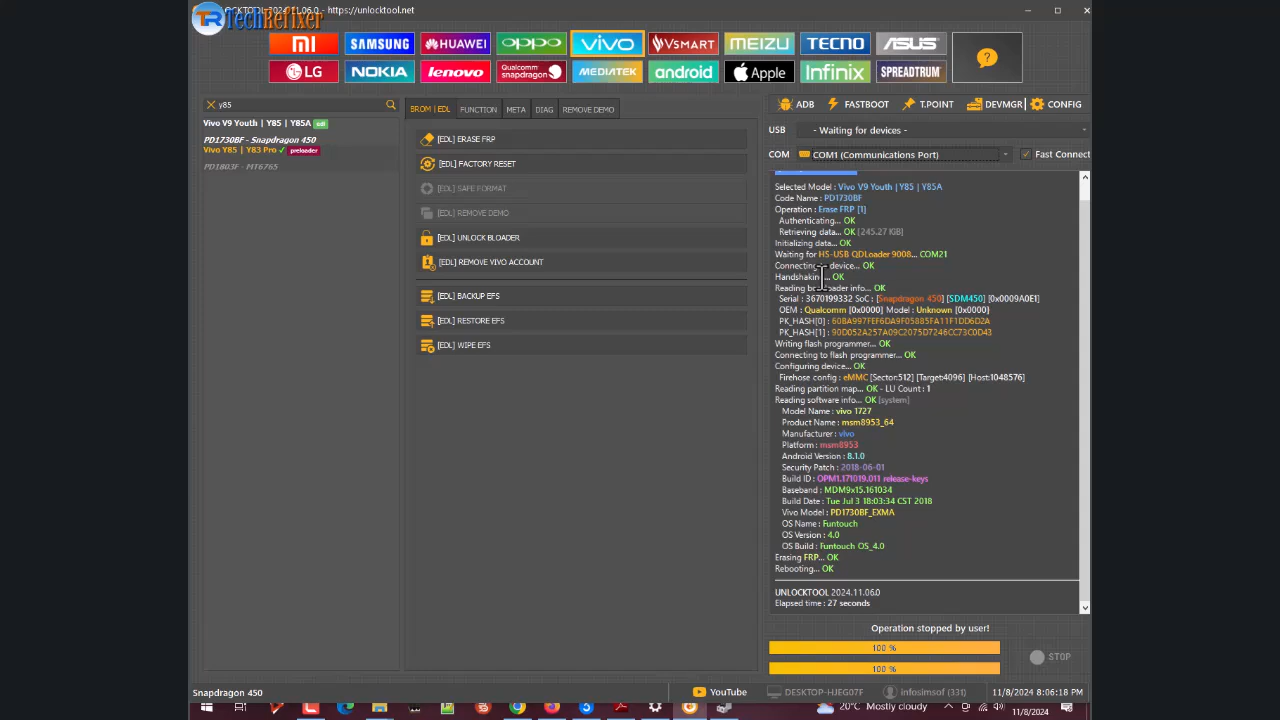 UNLOCKTOOL 2024.11.06.0 - https://unlocktool.net
TR TechRefixer
mi
SAMSUNG
HUAWEI
oppo
vivo
VSMART
MEIZU
TECNO
ASUS
LG
NOKIA
lenovo
Qualcomm snapdragon
MEDIATEK
android
Apple
Infinix
SPREADTRUM
y85
BROM | EDL
FUNCTION
META
DIAG
REMOVE DEMO
ADB
FASTBOOT
T.POINT
DEVMGR
CONFIG
Vivo V9 Youth | Y85 | Y85A edl
PD1730BF - Snapdragon 450
Vivo Y85 | Y83 Pro ✓ preloader
PD1803F - MT6765
[EDL] ERASE FRP
[EDL] FACTORY RESET
[EDL] SAFE FORMAT
[EDL] REMOVE DEMO
[EDL] UNLOCK BLOADER
[EDL] REMOVE VIVO ACCOUNT
[EDL] BACKUP EFS
[EDL] RESTORE EFS
[EDL] WIPE EFS
USB - Waiting for devices -
COM COM1 (Communications Port) Fast Connect
Selected Model : Vivo V9 Youth | Y85 | Y85A
Code Name : PD1730BF
Operation : Erase FRP [1]
Authenticating... OK
Retrieving data... OK [245.27 KiB]
Initializing data... OK
Waiting for HS-USB QDLoader 9008... COM21
Connecting device... OK
Handshaking... OK
Reading bootloader info... OK
Serial : 3670199332 SoC : [Snapdragon 450] [SDM450] [0x0009A0E1]
OEM : Qualcomm [0x0000] Model : Unknown [0x0000]
PK_HASH[0] : 608A997FEF6DA9F05885FA11F1DD6D2A
PK_HASH[1] : 90D052A257A09C2075D7246CC73C0D43
Writing flash programmer... OK
Connecting to flash programmer... OK
Configuring device... OK
Firehose config : eMMC [Sector:512] [Target:4096] [Host:1048576]
Reading partition map... OK - LU Count : 1
Reading software info... OK [system]
Model Name : vivo 1727
Product Name : msm8953_64
Manufacturer : vivo
Platform : msm8953
Android Version : 8.1.0
Security Patch : 2018-06-01
Build ID : OPM1.171019.011 release-keys
Baseband : MDM9x15.161034
Build Date : Tue Jul 3 18:03:34 CST 2018
Vivo Model : PD1730BF_EXMA
OS Name : Funtouch
OS Version : 4.0
OS Build : Funtouch OS_4.0
Erasing FRP... OK
Rebooting... OK
UNLOCKTOOL 2024.11.06.0
Elapsed time : 27 seconds
Operation stopped by user!
100 %
100 %
STOP
Snapdragon 450
YouTube
DESKTOP-HJEG07F
infosimsof (331)
11/8/2024 8:06:18 PM
20°C Mostly cloudy
11/8/2024